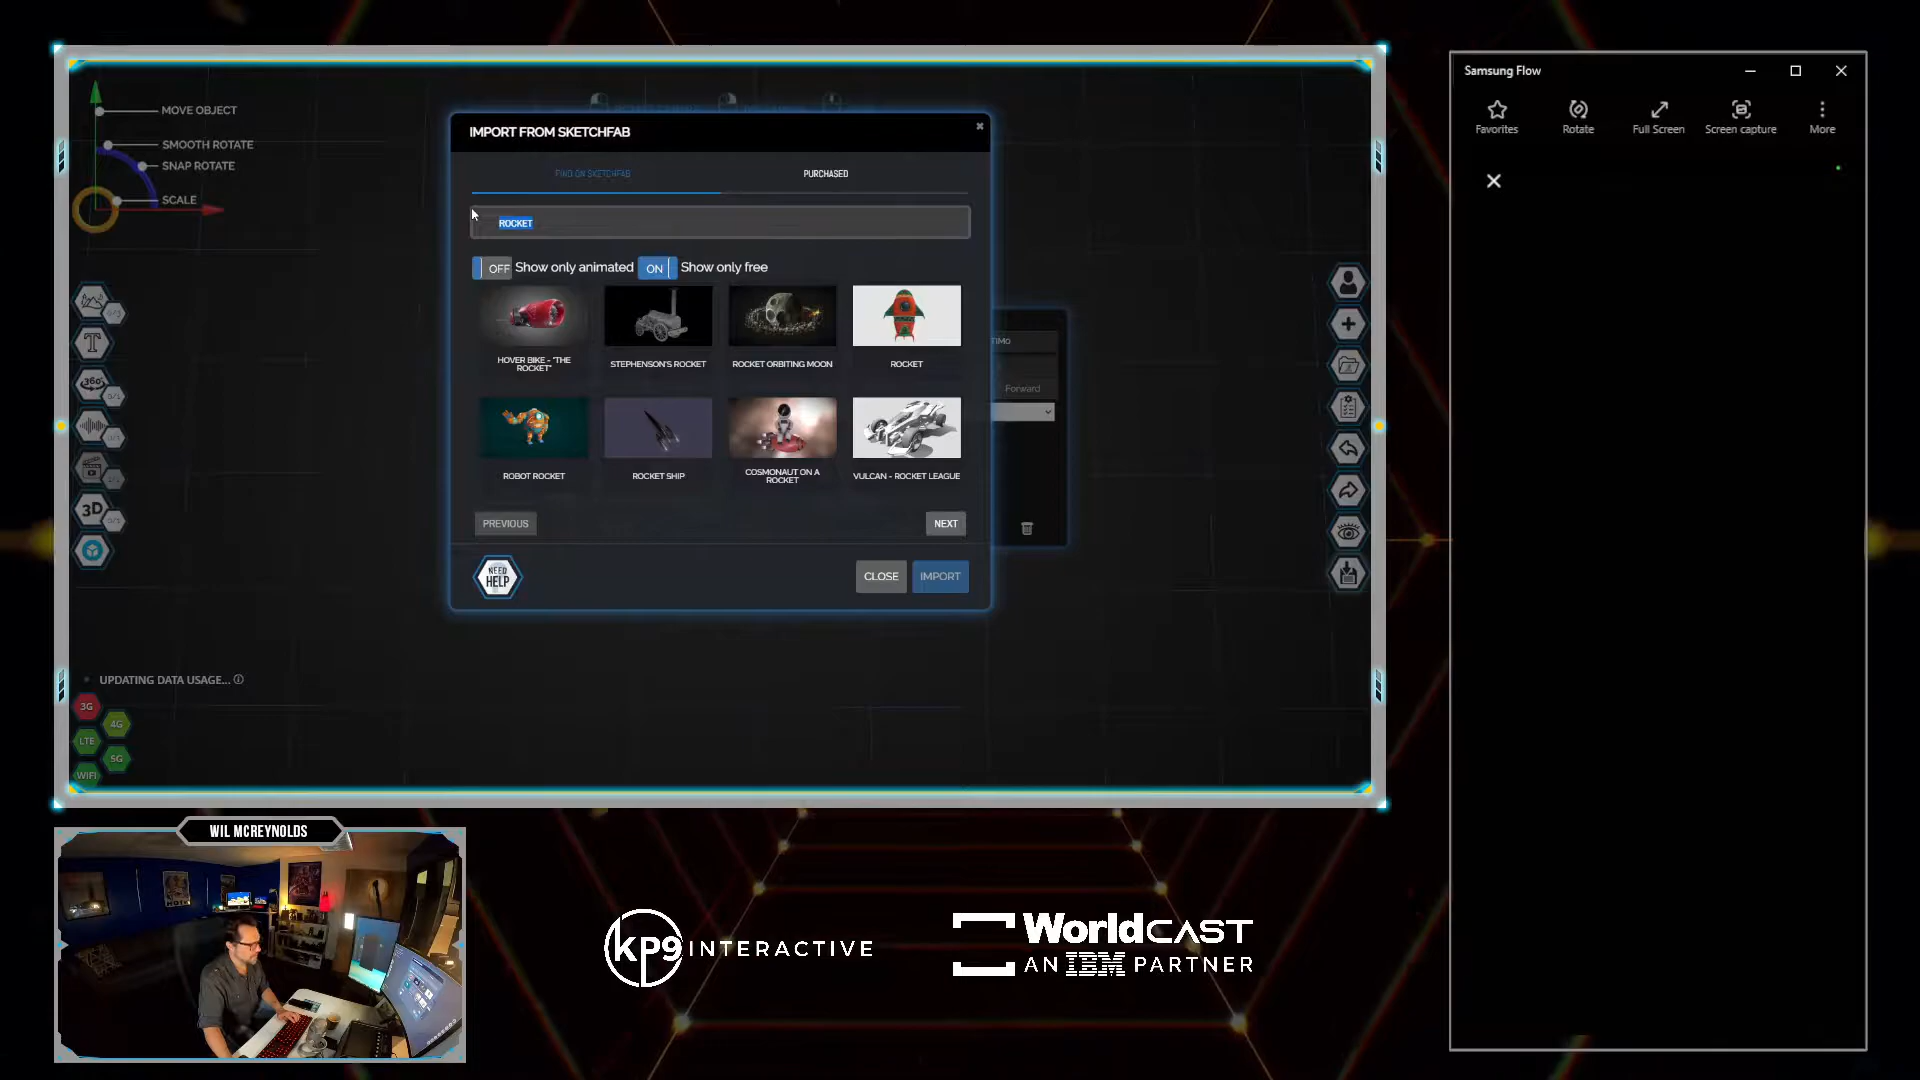 MOVE OBJECT
SMOOTH ROTATE
SNAP ROTATE
SCALE
IMPORT FROM SKETCHFAB
FIND ON SKETCHFAB
PURCHASED
ROCKET
OFF Show only animated ON Show only free
HOVER BIKE - "THE
ROCKET"
STEPHENSON'S ROCKET
ROCKET ORBITING MOON
ROCKET
ROBOT ROCKET
ROCKET SHIP
COSMONAUT ON A
ROCKET
VULCAN - ROCKET LEAGUE
PREVIOUS
NEXT
NEED
HELP
CLOSE
IMPORT
Forward
T
360°
3D
UPDATING DATA USAGE...
3G
4G
LTE
5G
WIFI
Samsung Flow
Favorites
Rotate
Full Screen
Screen capture
More
WIL MCREYNOLDS
kp9 INTERACTIVE
WorldCAST
AN IBM PARTNER